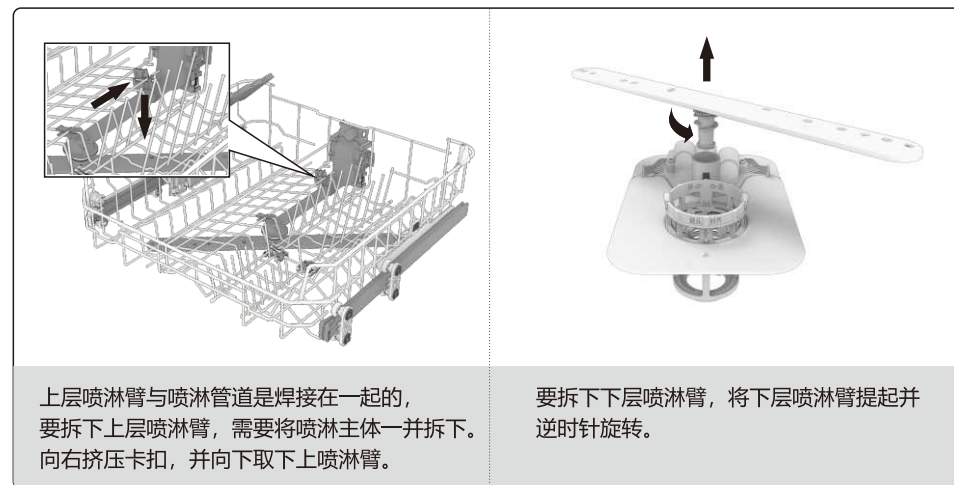 上层喷淋臂与喷淋管道是焊接在一起的，
要拆下上层喷淋臂，需要将喷淋主体一并拆下。
向右挤压卡扣，并向下取下上喷淋臂。
要拆下下层喷淋臂，将下层喷淋臂提起并
逆时针旋转。